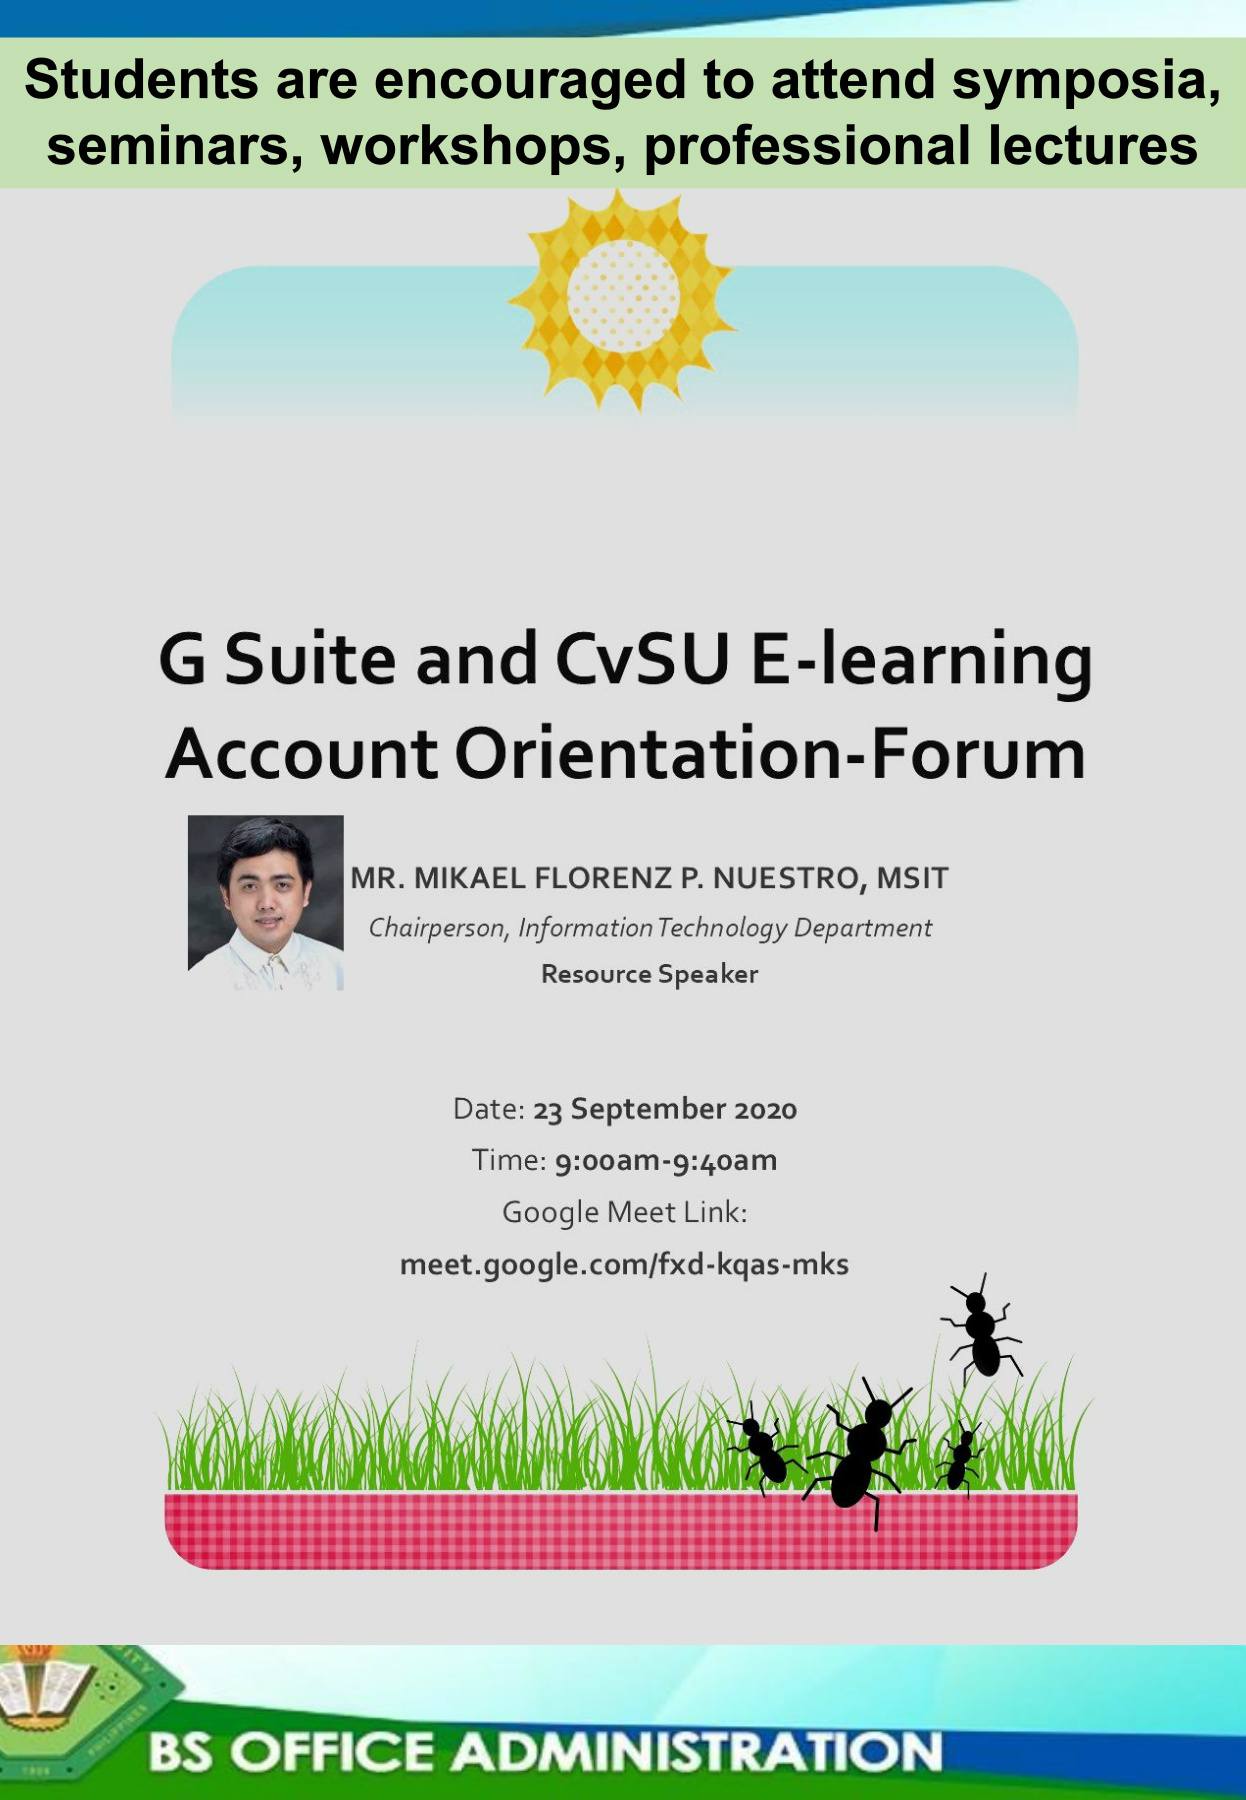 Students are encouraged to attend symposia,
seminars, workshops, professional lectures
G Suite and CvSU E-learning
Account Orientation-Forum
MR. MIKAEL FLORENZ P. NUESTRO, MSIT
Chairperson, Information Technology Department
Resource Speaker
Date: 23 September 2020
Time: 9:00am-9:40am
Google Meet Link:
meet.google.com/fxd-kqas-mks
PHILIPPINES
1906
BS OFFICE ADMINISTRATION